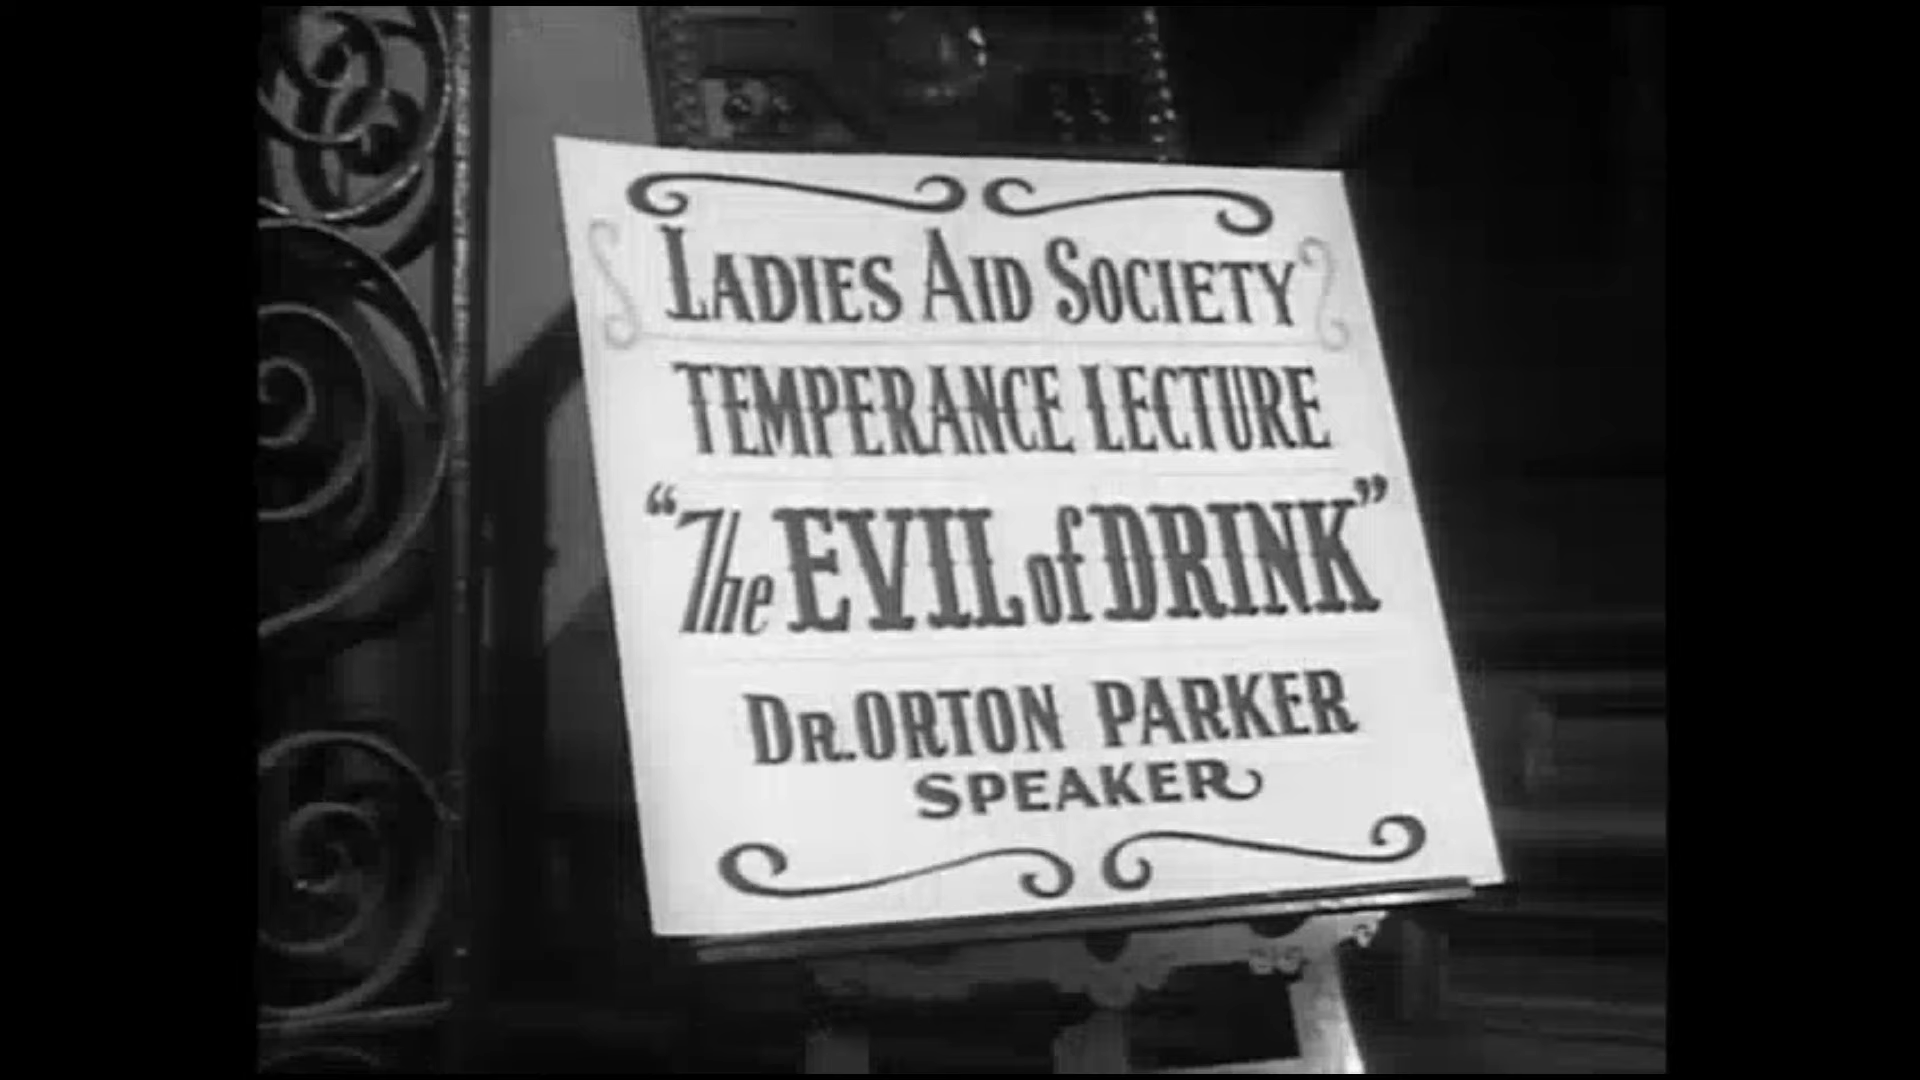 LADIES AID SOCIETY
TEMPERANCE LECTURE
“The EVIL of DRINK”
DR. ORTON PARKER
SPEAKER